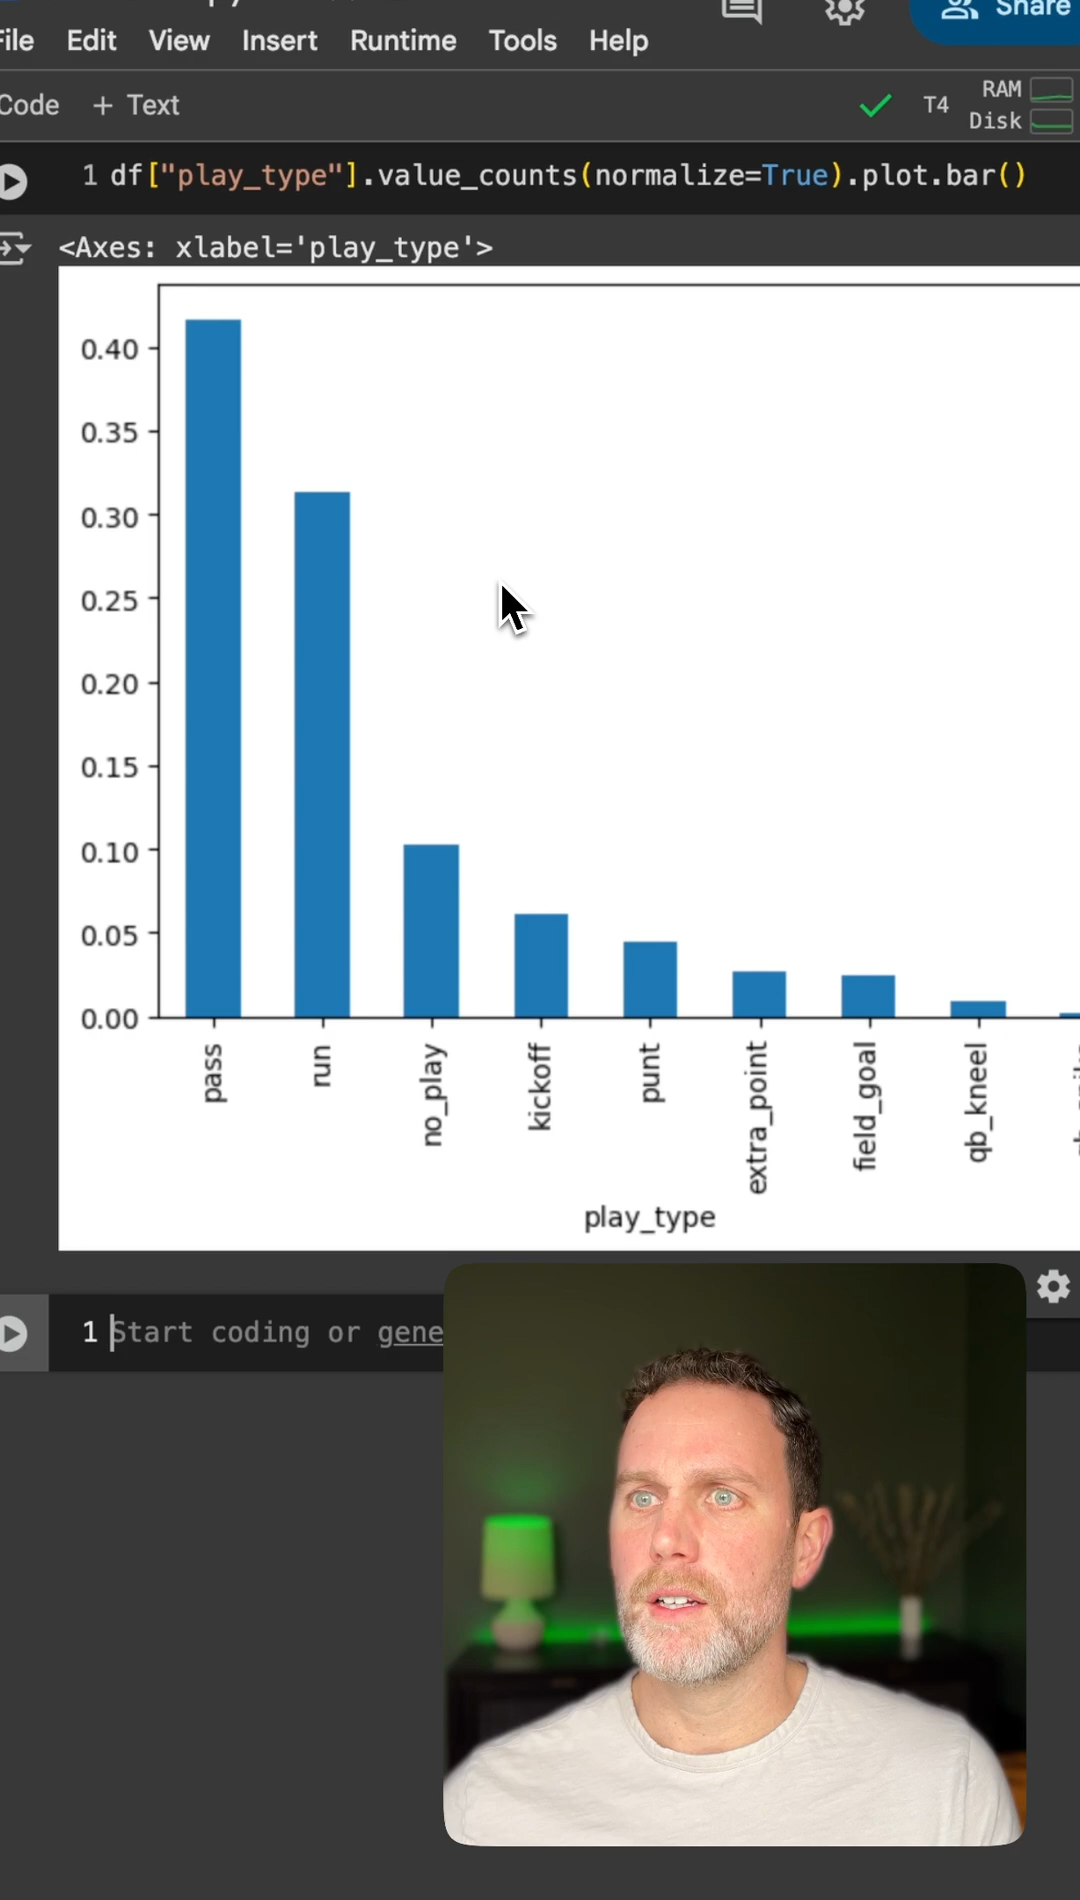 File Edit View Insert Runtime Tools Help
Share
Code + Text
T4
RAM
Disk
1 df["play_type"].value_counts(normalize=True).plot.bar()
<Axes: xlabel='play_type'>
0.40
0.35
0.30
0.25
0.20
0.15
0.10
0.05
0.00
pass
run
no_play
kickoff
punt
extra_point
field_goal
qb_kneel
play_type
1 Start coding or gene